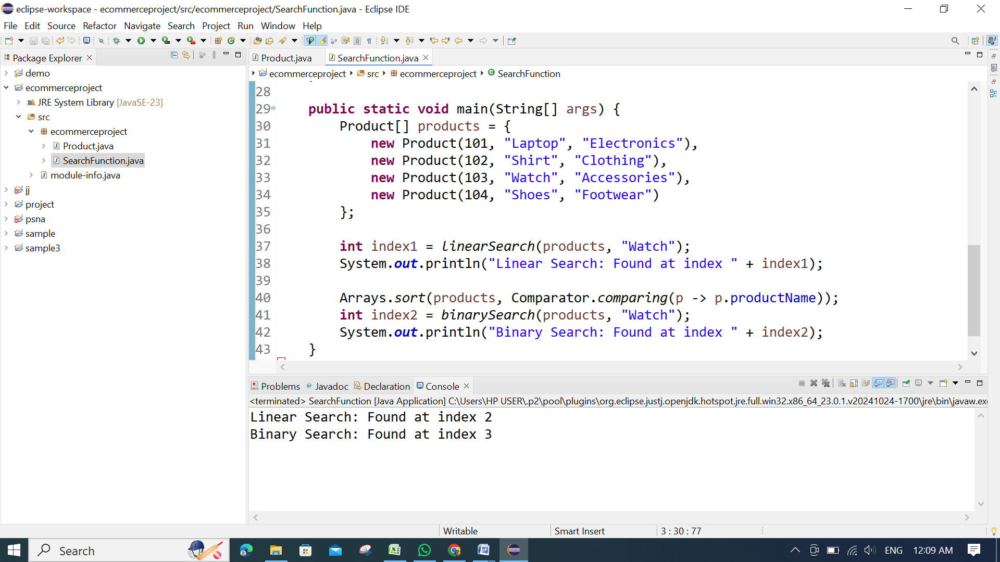 eclipse-workspace - ecommerceproject/src/ecommerceproject/SearchFunction.java - Eclipse IDE
File Edit Source Refactor Navigate Search Project Run Window Help
Package Explorer
demo
ecommerceproject
JRE System Library [JavaSE-23]
src
ecommerceproject
Product.java
SearchFunction.java
module-info.java
jj
project
psna
sample
sample3
Product.java SearchFunction.java
ecommerceproject src ecommerceproject SearchFunction
28
29 public static void main(String[] args) {
30 Product[] products = {
31 new Product(101, "Laptop", "Electronics"),
32 new Product(102, "Shirt", "Clothing"),
33 new Product(103, "Watch", "Accessories"),
34 new Product(104, "Shoes", "Footwear")
35 };
36
37 int index1 = linearSearch(products, "Watch");
38 System.out.println("Linear Search: Found at index " + index1);
39
40 Arrays.sort(products, Comparator.comparing(p -> p.productName));
41 int index2 = binarySearch(products, "Watch");
42 System.out.println("Binary Search: Found at index " + index2);
43 }
Problems Javadoc Declaration Console
<terminated> SearchFunction [Java Application] C:\Users\HP USER\.p2\pool\plugins\org.eclipse.justj.openjdk.hotspot.jre.full.win32.x86_64_23.0.1.v20241024-1700\jre\bin\javaw.exe
Linear Search: Found at index 2
Binary Search: Found at index 3
Writable Smart Insert 3 : 30 : 77
Search ENG 12:09 AM